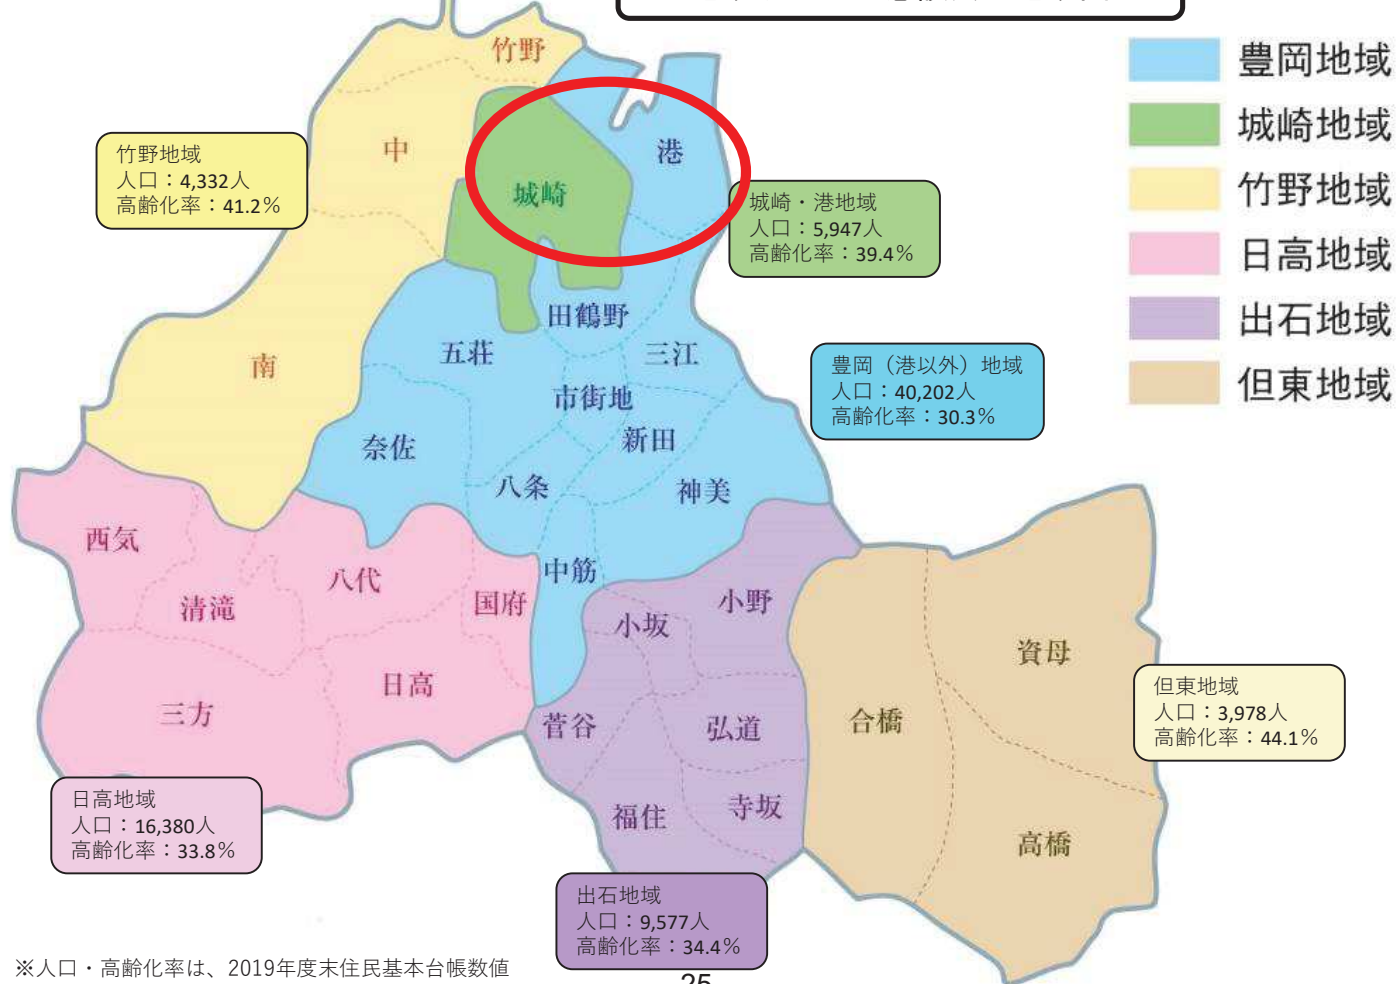 竹野
豊岡地域
城崎地域
竹野地域
日高地域
出石地域
但東地域
中
港
城崎
竹野地域
人口：4,332人
高齢化率：41.2％
城崎・港地域
人口：5,947人
高齢化率：39.4％
田鶴野
五荘
三江
南
市街地
豊岡（港以外）地域
人口：40,202人
高齢化率：30.3％
奈佐
新田
八条
神美
西気
中筋
八代
清滝
国府
小野
小坂
資母
日高
三方
菅谷
弘道
合橋
但東地域
人口：3,978人
高齢化率：44.1％
福住
寺坂
高橋
日高地域
人口：16,380人
高齢化率：33.8％
出石地域
人口：9,577人
高齢化率：34.4％
※人口・高齢化率は、2019年度末住民基本台帳数値
25